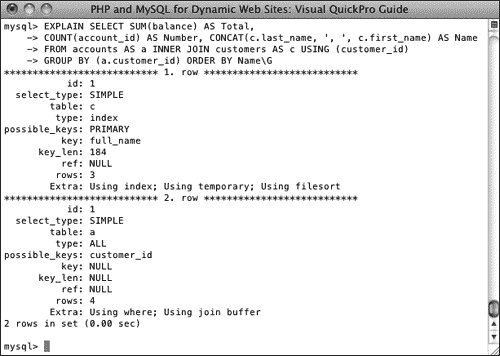 PHP and MySQL for Dynamic Web Sites: Visual QuickPro Guide
mysql> EXPLAIN SELECT SUM(balance) AS Total,
    -> COUNT(account_id) AS Number, CONCAT(c.last_name, ', ', c.first_name) AS Name
    -> FROM accounts AS a INNER JOIN customers AS c USING (customer_id)
    -> GROUP BY (a.customer_id) ORDER BY Name\G
*************************** 1. row ***************************
           id: 1
  select_type: SIMPLE
        table: c
         type: index
possible_keys: PRIMARY
          key: full_name
      key_len: 184
          ref: NULL
         rows: 3
        Extra: Using index; Using temporary; Using filesort
*************************** 2. row ***************************
           id: 1
  select_type: SIMPLE
        table: a
         type: ALL
possible_keys: customer_id
          key: NULL
      key_len: NULL
          ref: NULL
         rows: 4
        Extra: Using where; Using join buffer
2 rows in set (0.00 sec)
mysql>